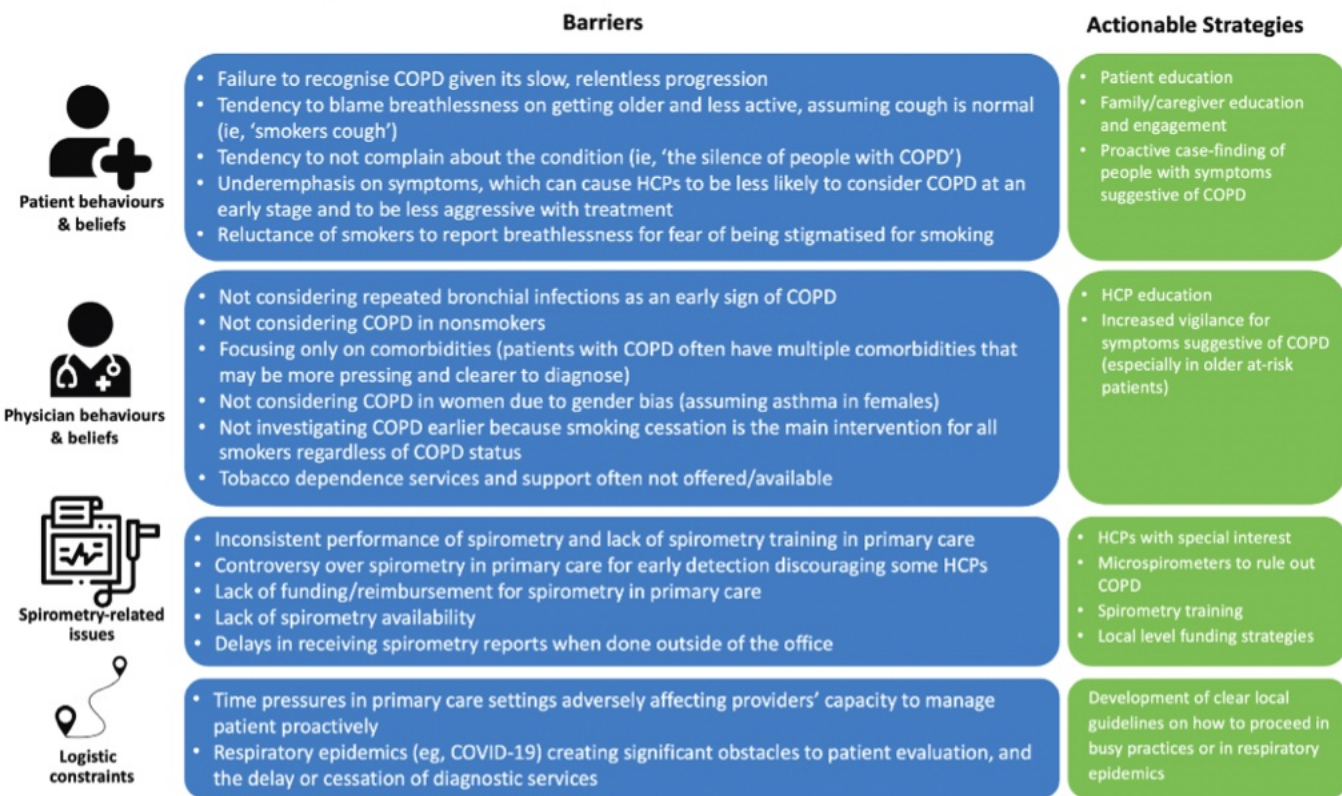 Barriers
Actionable Strategies
Patient behaviours
& beliefs
• Failure to recognise COPD given its slow, relentless progression
• Tendency to blame breathlessness on getting older and less active, assuming cough is normal
(ie, ‘smokers cough’)
• Tendency to not complain about the condition (ie, ‘the silence of people with COPD’)
• Underemphasis on symptoms, which can cause HCPs to be less likely to consider COPD at an
early stage and to be less aggressive with treatment
• Reluctance of smokers to report breathlessness for fear of being stigmatised for smoking
• Patient education
• Family/caregiver education
and engagement
• Proactive case-finding of
people with symptoms
suggestive of COPD
Physician behaviours
& beliefs
• Not considering repeated bronchial infections as an early sign of COPD
• Not considering COPD in nonsmokers
• Focusing only on comorbidities (patients with COPD often have multiple comorbidities that
may be more pressing and clearer to diagnose)
• Not considering COPD in women due to gender bias (assuming asthma in females)
• Not investigating COPD earlier because smoking cessation is the main intervention for all
smokers regardless of COPD status
• Tobacco dependence services and support often not offered/available
• HCP education
• Increased vigilance for
symptoms suggestive of COPD
(especially in older at-risk
patients)
Spirometry-related
issues
• Inconsistent performance of spirometry and lack of spirometry training in primary care
• Controversy over spirometry in primary care for early detection discouraging some HCPs
• Lack of funding/reimbursement for spirometry in primary care
• Lack of spirometry availability
• Delays in receiving spirometry reports when done outside of the office
• HCPs with special interest
• Microspirometers to rule out
COPD
• Spirometry training
• Local level funding strategies
Logistic
constraints
• Time pressures in primary care settings adversely affecting providers’ capacity to manage
patient proactively
• Respiratory epidemics (eg, COVID-19) creating significant obstacles to patient evaluation, and
the delay or cessation of diagnostic services
Development of clear local
guidelines on how to proceed in
busy practices or in respiratory
epidemics